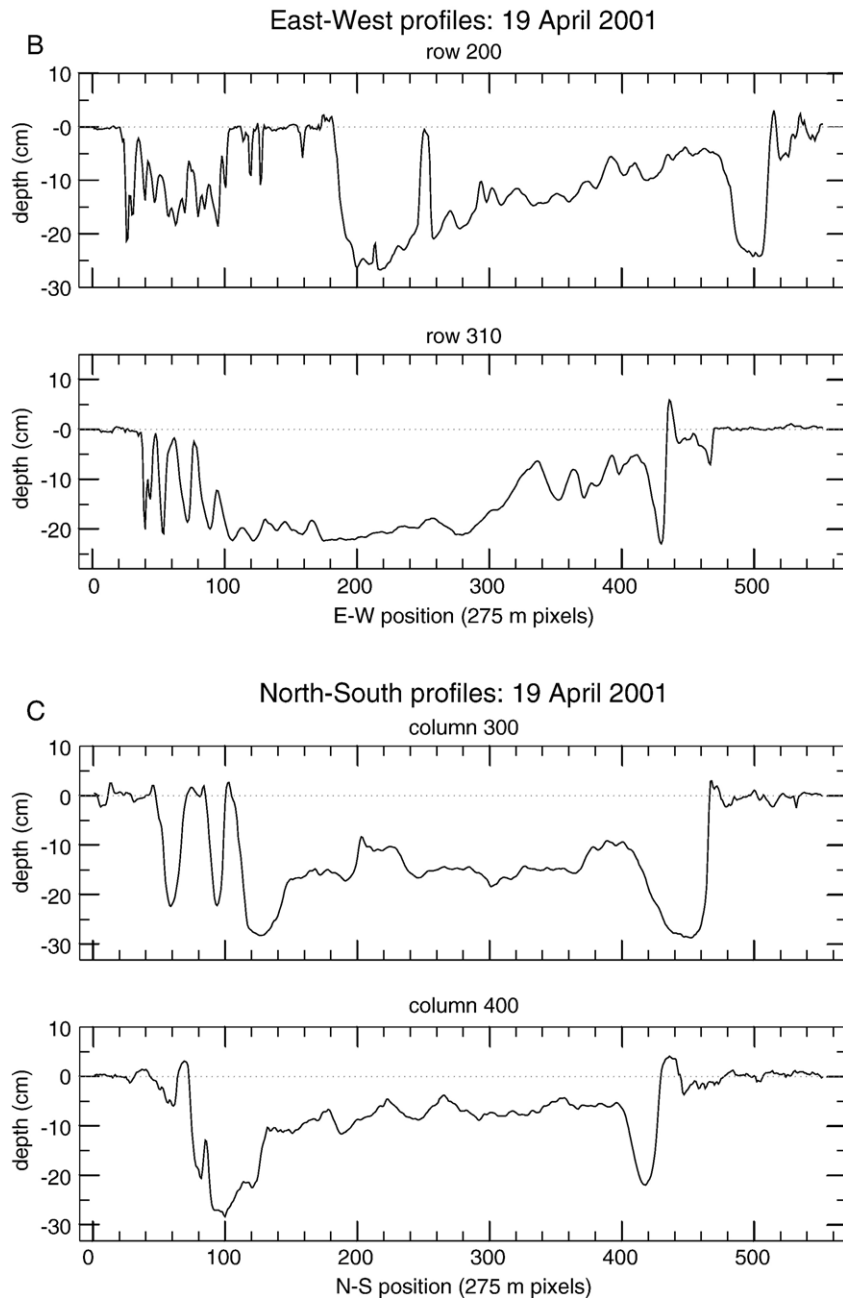 East-West profiles: 19 April 2001
B
row 200
10
-0
-10
-20
-30
depth (cm)
row 310
10
-0
-10
-20
depth (cm)
0 100 200 300 400 500
E-W position (275 m pixels)
North-South profiles: 19 April 2001
C
column 300
10
0
-10
-20
-30
depth (cm)
column 400
10
0
-10
-20
-30
depth (cm)
0 100 200 300 400 500
N-S position (275 m pixels)